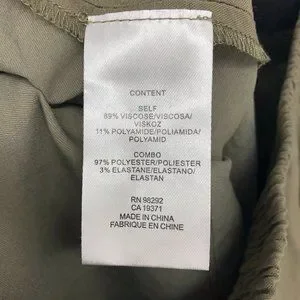 CONTENT
SELF
89% VISCOSE/VISCOSA/
VISKOZ
11% POLYAMIDE/POLIAMIDA/
POLYAMID
COMBO
97% POLYESTER/POLIESTER
3% ELASTANE/ELASTANO/
ELASTAN
RN 98292
CA 19371
MADE IN CHINA
FABRIQUE EN CHINE